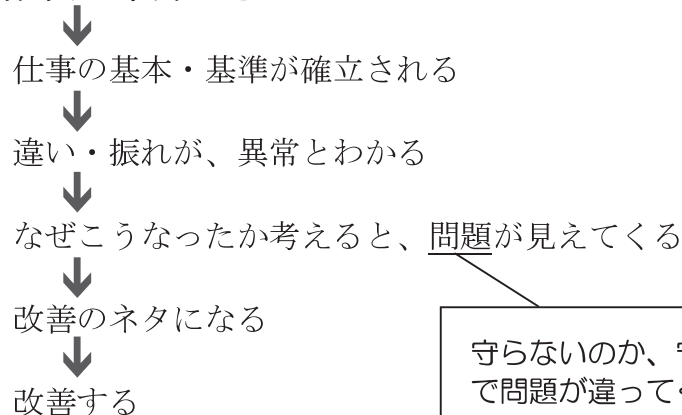 仕事の基本・基準が確立される
違い・振れが、異常とわかる
なぜこうなったか考えると、問題が見えてくる
改善のネタになる
守らないのか、
で問題が違って
改善する